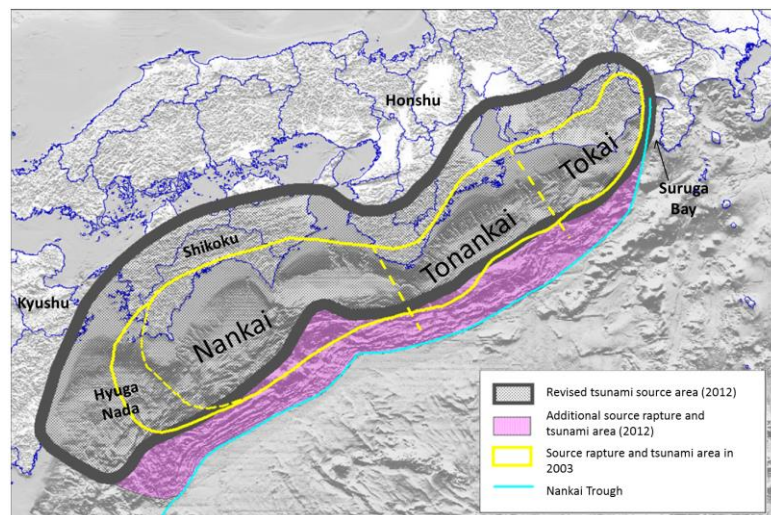 Honshu
Tokai
Suruga
Bay
Tonankai
Shikoku
Kyushu
Nankai
Hyuga
Nada
Revised tsunami source area (2012)
Additional source rapture and
tsunami area (2012)
Source rapture and tsunami area in
2003
Nankai Trough